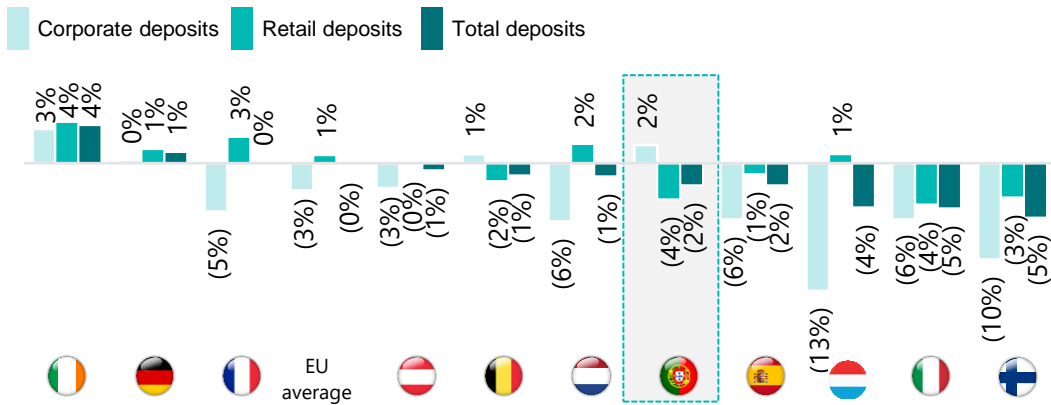 Corporate deposits Retail deposits Total deposits
3% 4% 4%
0% 1% 1%
(5%) 3% 0%
(3%) 1% (0%)
(3%) (0%) (1%)
1% (2%) (1%)
(6%) 2% (1%)
2% (4%) (2%)
(6%) (1%) (2%)
(13%) 1% (4%)
(6%) (4%) (5%)
(10%) (3%) (5%)
EU
average